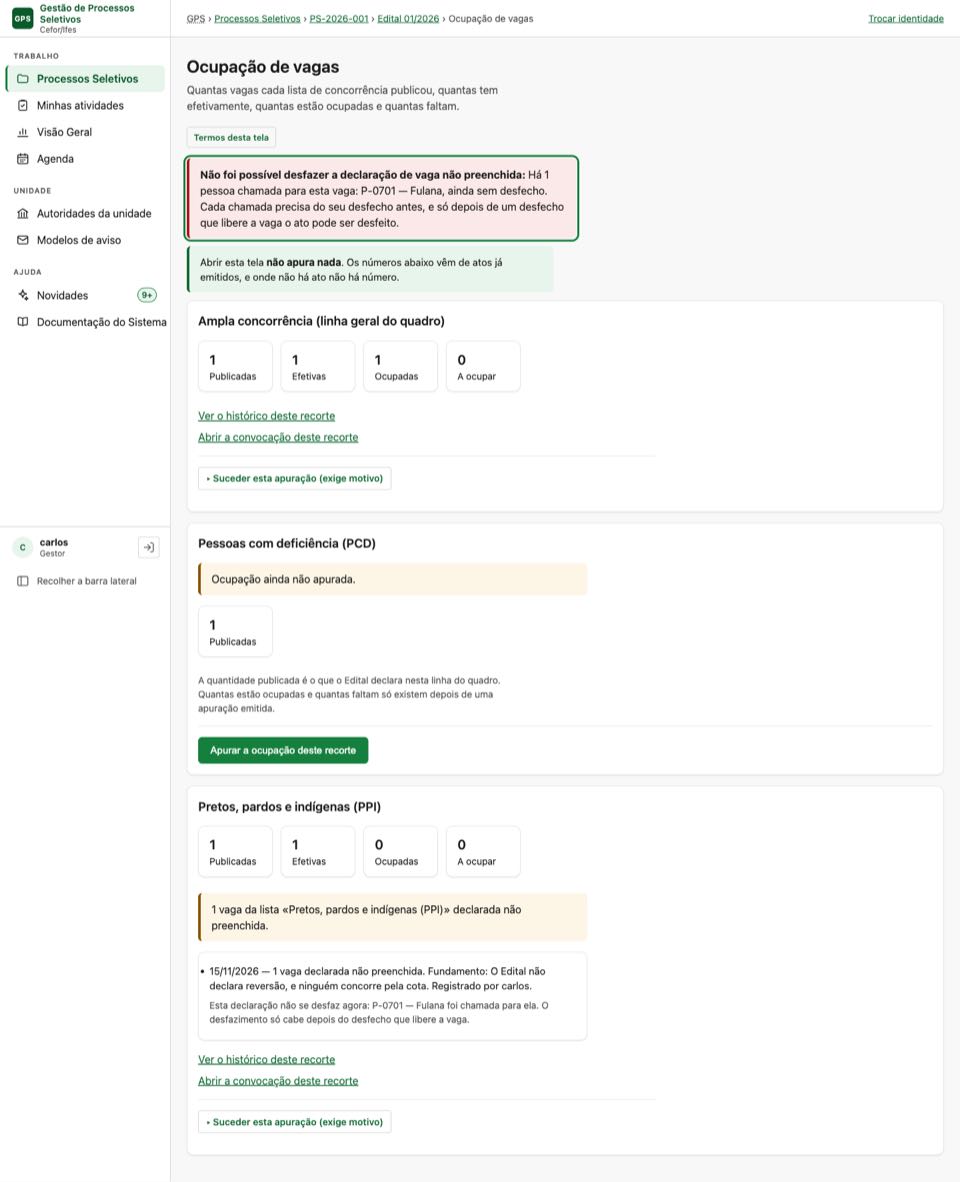 GPS
Gestão de Processos
Seletivos
Cefor/Ifes
GPS › Processos Seletivos › PS-2026-001 › Edital 01/2026 › Ocupação de vagas
Trocar identidade
TRABALHO
Processos Seletivos
Minhas atividades
Visão Geral
Agenda
UNIDADE
Autoridades da unidade
Modelos de aviso
AJUDA
Novidades
9+
Documentação do Sistema
C
carlos
Gestor
Recolher a barra lateral
Ocupação de vagas
Quantas vagas cada lista de concorrência publicou, quantas tem
efetivamente, quantas estão ocupadas e quantas faltam.
Termos desta tela
Não foi possível desfazer a declaração de vaga não preenchida: Há 1
pessoa chamada para esta vaga: P-0701 — Fulana, ainda sem desfecho.
Cada chamada precisa do seu desfecho antes, e só depois de um desfecho
que libere a vaga o ato pode ser desfeito.
Abrir esta tela não apura nada. Os números abaixo vêm de atos já
emitidos, e onde não há ato não há número.
Ampla concorrência (linha geral do quadro)
1
Publicadas
1
Efetivas
1
Ocupadas
0
A ocupar
Ver o histórico deste recorte
Abrir a convocação deste recorte
Suceder esta apuração (exige motivo)
Pessoas com deficiência (PCD)
Ocupação ainda não apurada.
1
Publicadas
A quantidade publicada é o que o Edital declara nesta linha do quadro.
Quantas estão ocupadas e quantas faltam só existem depois de uma
apuração emitida.
Apurar a ocupação deste recorte
Pretos, pardos e indígenas (PPI)
1
Publicadas
1
Efetivas
0
Ocupadas
0
A ocupar
1 vaga da lista «Pretos, pardos e indígenas (PPI)» declarada não
preenchida.
• 15/11/2026 — 1 vaga declarada não preenchida. Fundamento: O Edital não
declara reversão, e ninguém concorre pela cota. Registrado por carlos.
Esta declaração não se desfaz agora: P-0701 — Fulana foi chamada para ela. O
desfazimento só cabe depois do desfecho que libere a vaga.
Ver o histórico deste recorte
Abrir a convocação deste recorte
Suceder esta apuração (exige motivo)